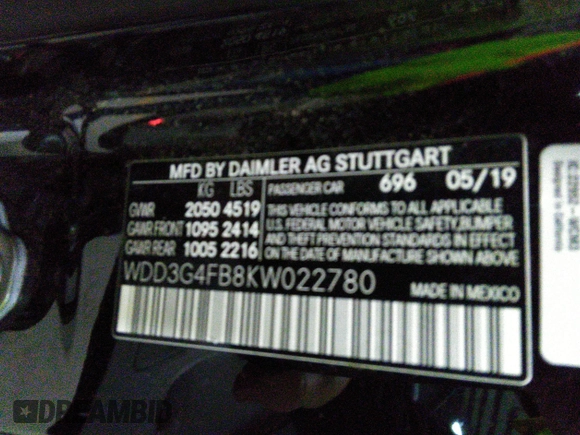 MFD BY DAIMLER AG STUTTGART
KG LBS
GVWR 2050 4519
GAWR FRONT 1095 2414
GAWR REAR 1005 2216
PASSENGER CAR 696 05/19
THIS VEHICLE CONFORMS TO ALL APPLICABLE
U.S. FEDERAL MOTOR VEHICLE SAFETY,BUMPER,
AND THEFT PREVENTION STANDARDS IN EFFECT
ON THE DATE OF MANUFACTURE SHOWN ABOVE
WDD3G4FB8KW022780
MADE IN MEXICO
DREAMBID